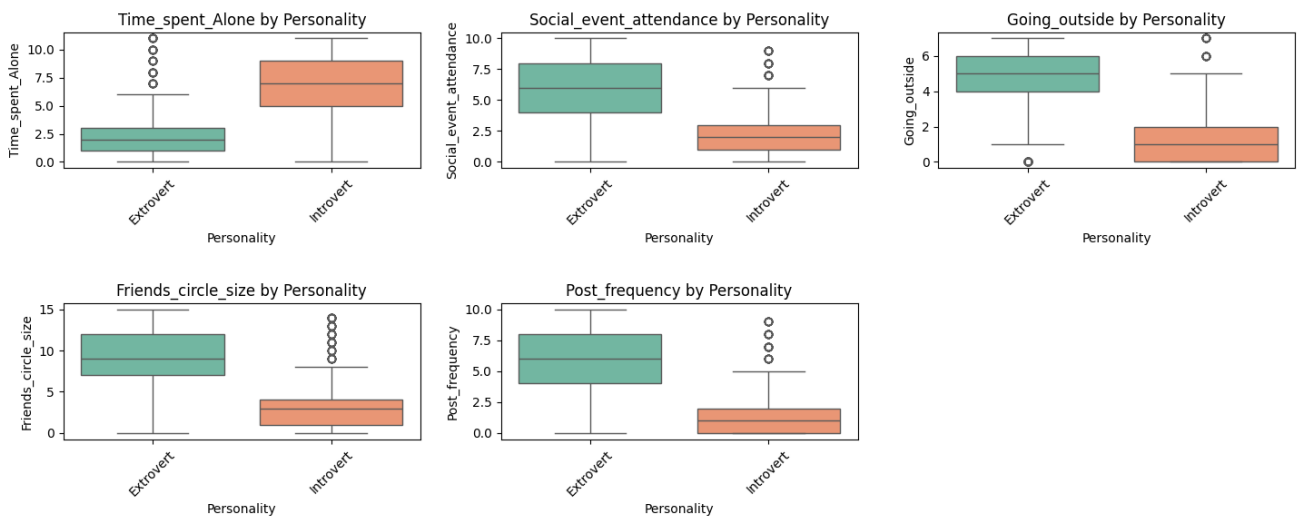 Time_spent_Alone by Personality
Time_spent_Alone
10.0
7.5
5.0
2.5
0.0
Extrovert
Introvert
Personality
Social_event_attendance by Personality
Social_event_attendance
10.0
7.5
5.0
2.5
0.0
Extrovert
Introvert
Personality
Going_outside by Personality
Going_outside
6
4
2
0
Extrovert
Introvert
Personality
Friends_circle_size by Personality
Friends_circle_size
15
10
5
0
Extrovert
Introvert
Personality
Post_frequency by Personality
Post_frequency
10.0
7.5
5.0
2.5
0.0
Extrovert
Introvert
Personality